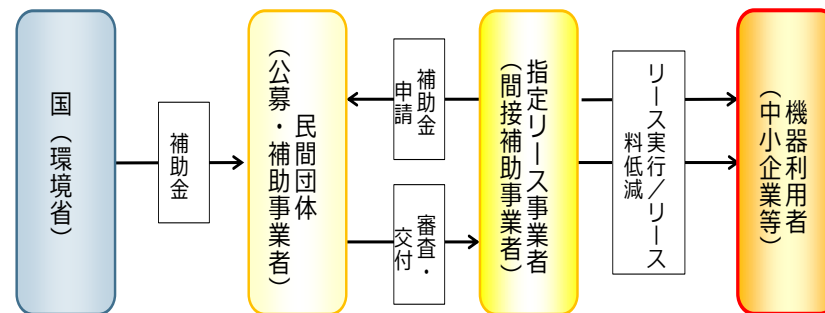 国（環境省）
補助金
民間団体
（公募・補助事業者）
補助金
申請
審査・
交付
指定リース事業者
（間接補助事業者）
リース実行/リース
料低減
機器利用者
（中小企業等）